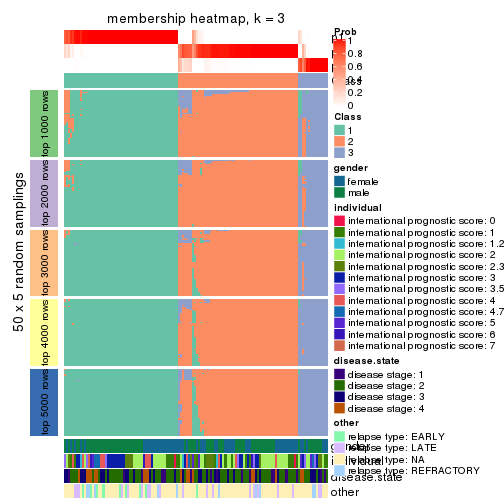 membership heatmap, k = 3
50 x 5 random samplings
top 1000 rows
top 2000 rows
top 3000 rows
top 4000 rows
top 5000 rows
Prob
1
0.8
0.6
0.4
0.2
0
Class
1
2
3
gender
female
male
individual
international prognostic score: 0
international prognostic score: 1
international prognostic score: 1.2
international prognostic score: 2
international prognostic score: 2.3
international prognostic score: 3
international prognostic score: 3.5
international prognostic score: 4
international prognostic score: 4.7
international prognostic score: 5
international prognostic score: 6
international prognostic score: 7
disease.state
disease stage: 1
disease stage: 2
disease stage: 3
disease stage: 4
other
relapse type: EARLY
relapse type: LATE
relapse type: NA
relapse type: REFRACTORY
gender
individual
disease.state
other